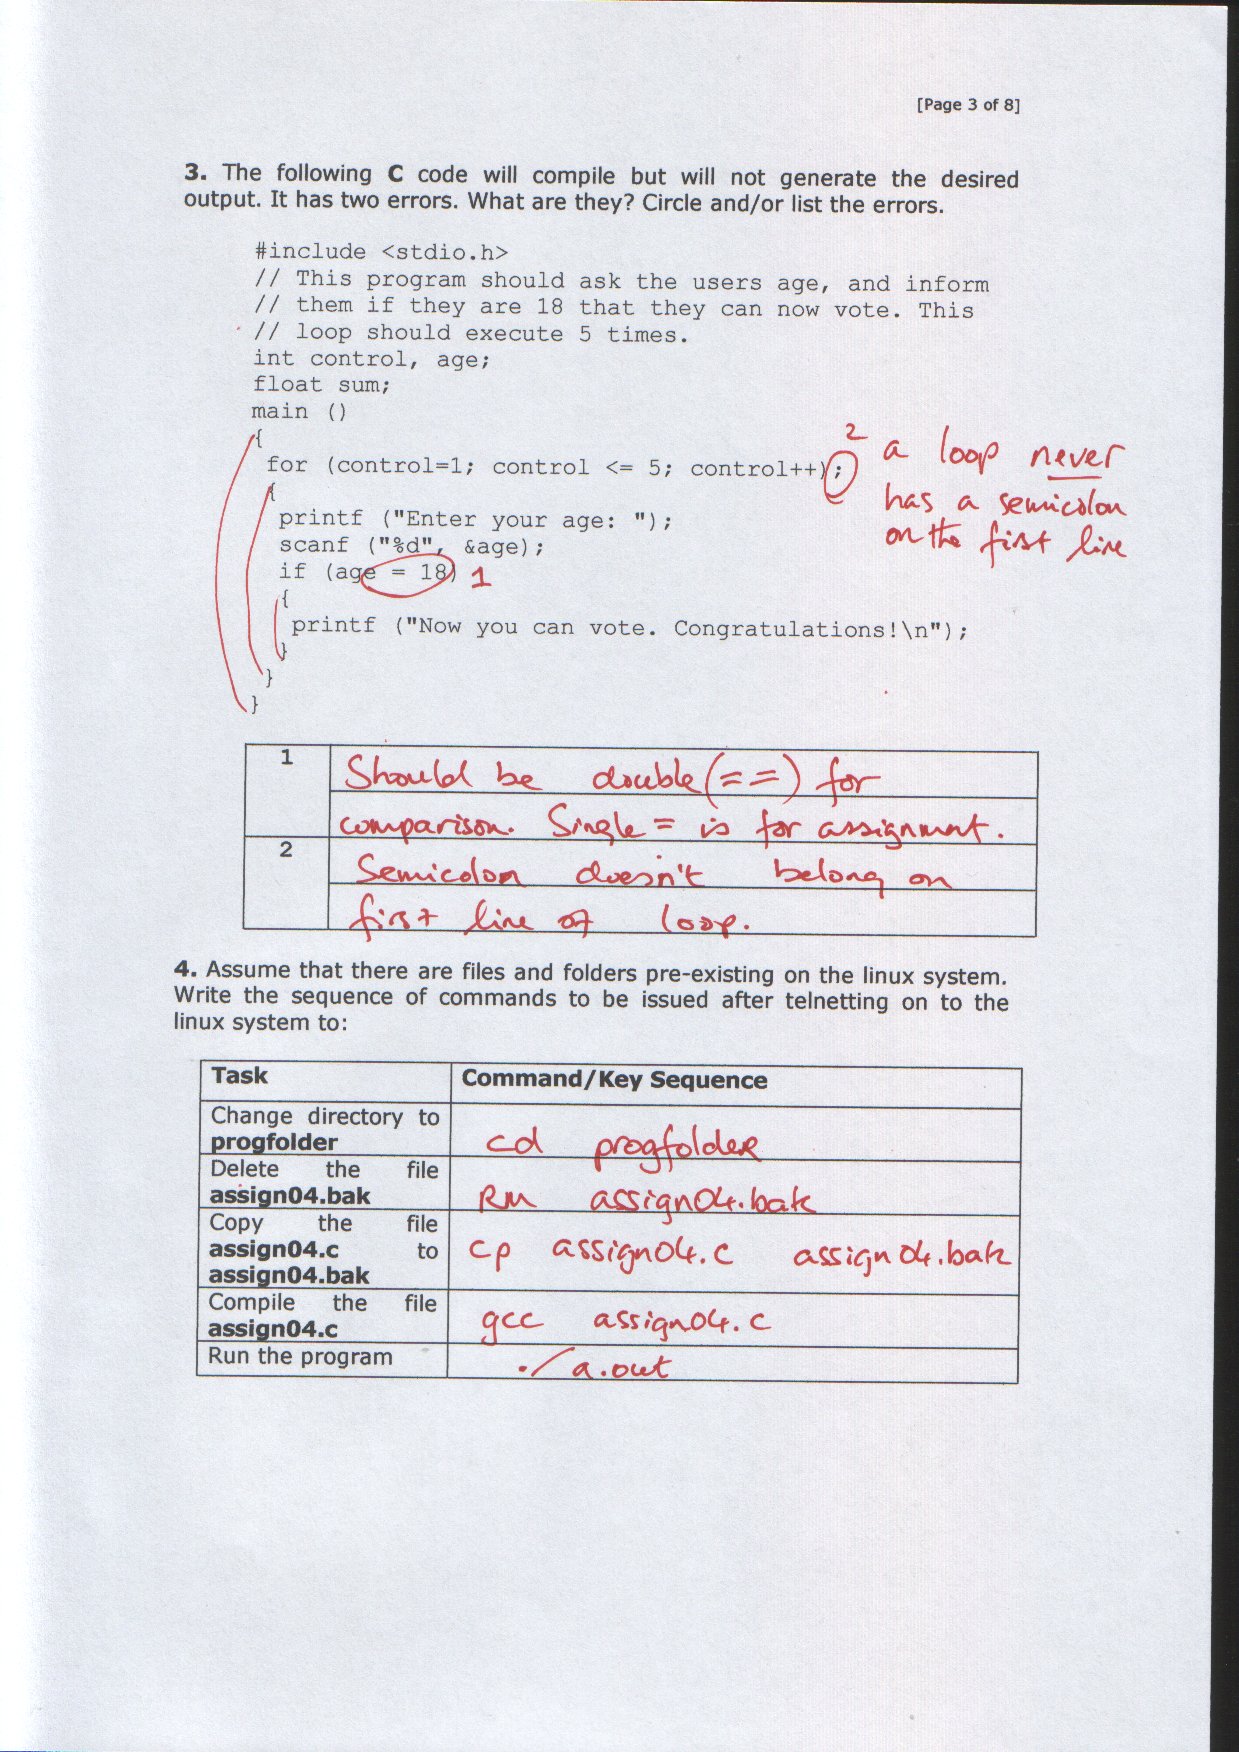 [Page 3 of 8]
3. The following C code will compile but will not generate the desired
output. It has two errors. What are they? Circle and/or list the errors.
#include <stdio.h>
// This program should ask the users age, and inform
// them if they are 18 that they can now vote. This
// loop should execute 5 times.
int control, age;
float sum;
main ()
{
for (control=1; control <= 5; control++);
2
a loop never
has a semicolon
on the first line
{
printf ("Enter your age: ");
scanf ("%d", &age);
if (age = 18) 1
{
printf ("Now you can vote. Congratulations!\n");
}
}
}
1
Should be double (==) for
comparison. Single = is for assignment.
2
Semicolon doesn't belong on
first line of loop.
4. Assume that there are files and folders pre-existing on the linux system.
Write the sequence of commands to be issued after telnetting on to the
linux system to:
Task
Command/Key Sequence
Change directory to
progfolder
cd progfolder
Delete the file
assign04.bak
Rm assign04.bak
Copy the file
assign04.c to
assign04.bak
cp assign04.c assign04.bak
Compile the file
assign04.c
gcc assign04.c
Run the program
./a.out